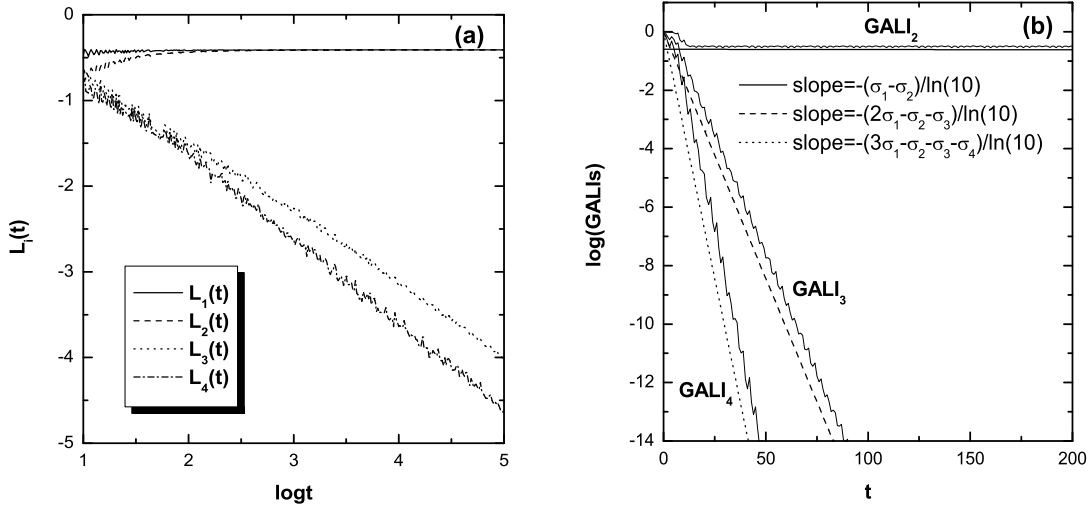 (a)
0
-1
-2
-3
-4
-5
L_i(t)
L_1(t)
L_2(t)
L_3(t)
L_4(t)
1 2 3 4 5
logt
(b)
0
-2
-4
-6
-8
-10
-12
-14
log(GALIs)
GALI_2
slope=-(σ_1-σ_2)/ln(10)
slope=-(2σ_1-σ_2-σ_3)/ln(10)
slope=-(3σ_1-σ_2-σ_3-σ_4)/ln(10)
GALI_3
GALI_4
0 50 100 150 200
t